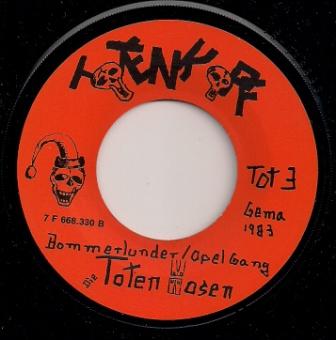 TOTENKOPF
TOT 3
7 F 668.330 B
Gema
1983
Bommerlunder/Opel Gang
Die Toten Hosen